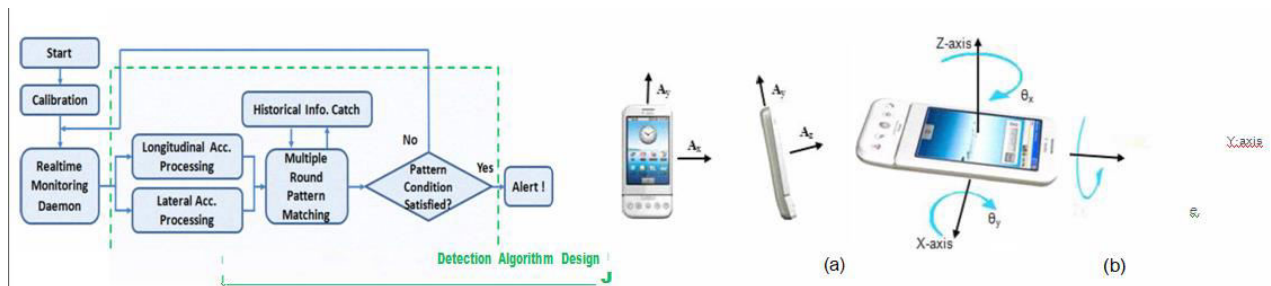 Start
Calibration
Realtime
Monitoring
Daemon
Longitudinal Acc.
Processing
Lateral Acc.
Processing
Historical Info. Catch
Multiple
Round
Pattern
Matching
No
Pattern
Condition
Satisfied?
Yes
Alert !
Detection Algorithm Design
J
Ay
Ax
Ay
Az
(a)
Z-axis
θx
Y:axis
θy
X-axis
(b)